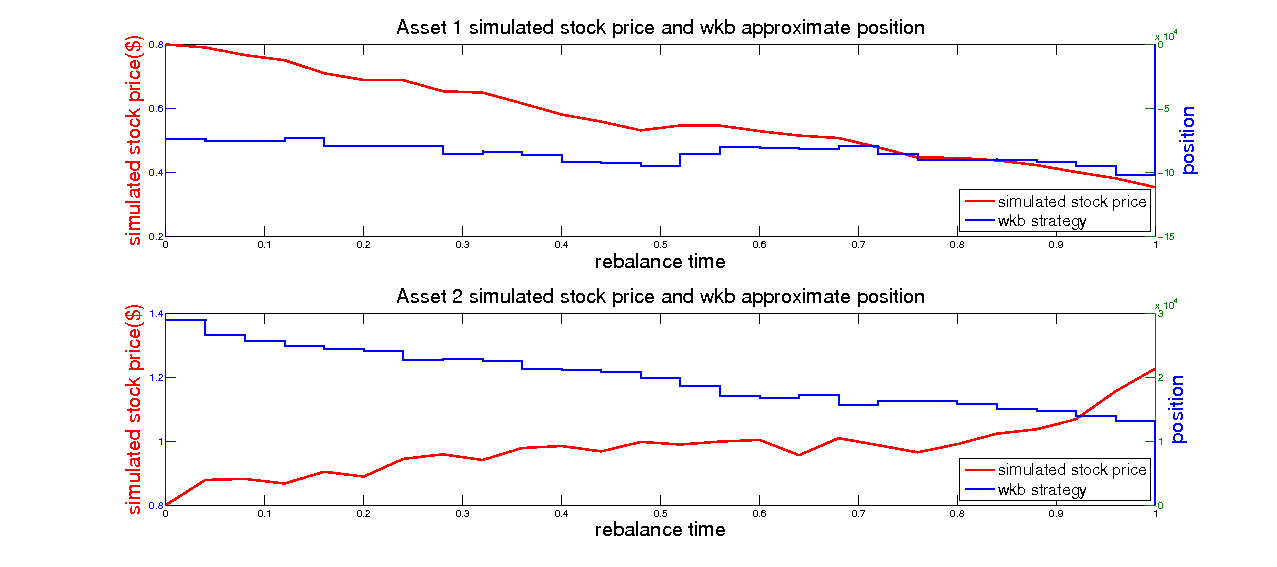 Asset 1 simulated stock price and wkb approximate position
simulated stock price($)
0.8
0.6
0.4
0.2
x 10^4
0
-5
-10
-15
position
simulated stock price
wkb strategy
0 0.1 0.2 0.3 0.4 0.5 0.6 0.7 0.8 0.9 1
rebalance time
Asset 2 simulated stock price and wkb approximate position
simulated stock price($)
1.4
1.2
1
0.8
x 10^4
3
2
1
0
position
simulated stock price
wkb strategy
0 0.1 0.2 0.3 0.4 0.5 0.6 0.7 0.8 0.9 1
rebalance time